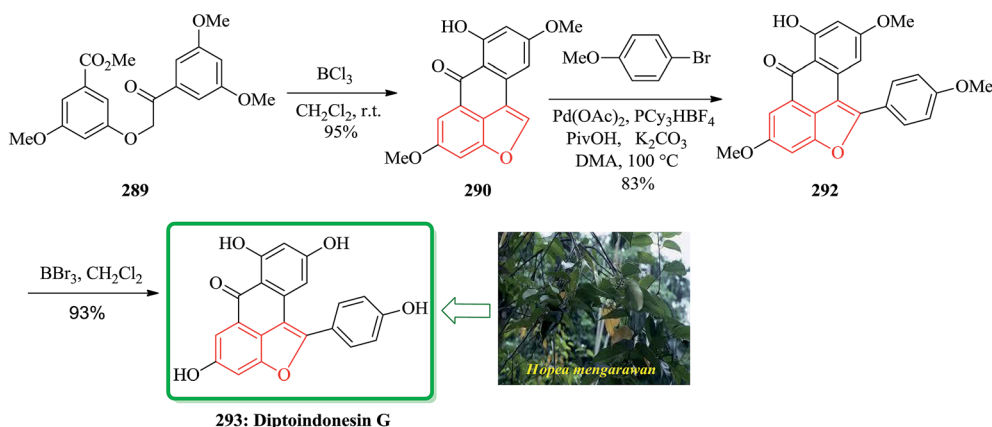 CO₂Me
OMe
O
OMe
MeO
O
289
BCl₃
CH₂Cl₂, r.t.
95%
HO
OMe
O
MeO
O
290
MeO
Br
Pd(OAc)₂, PCy₃HBF₄
PivOH, K₂CO₃
DMA, 100 °C
83%
HO
OMe
O
OMe
MeO
O
292
BBr₃, CH₂Cl₂
93%
HO
OH
O
OH
HO
O
293: Diptoindonesin G
Hopea mengarawan